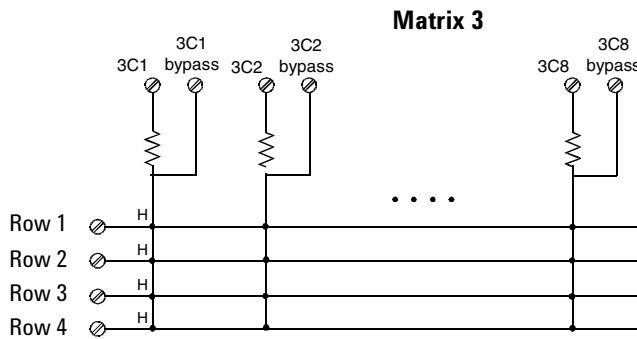 Matrix 3
3C1
3C1
bypass
3C2
3C2
bypass
3C8
3C8
bypass
Row 1
H
Row 2
Row 3
H
Row 4
H